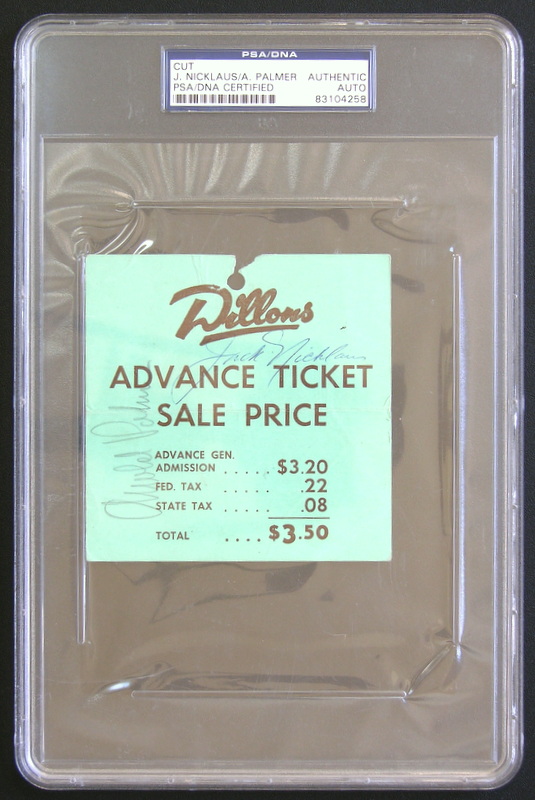 PSA/DNA
CUT
J. NICKLAUS/A. PALMER AUTHENTIC
PSA/DNA CERTIFIED AUTO
83104258
Dillons
Jack Nicklaus
ADVANCE TICKET
SALE PRICE
Arnold Palmer
ADVANCE GEN.
ADMISSION ..... $3.20
FED. TAX ..... .22
STATE TAX ..... .08
TOTAL .... $3.50